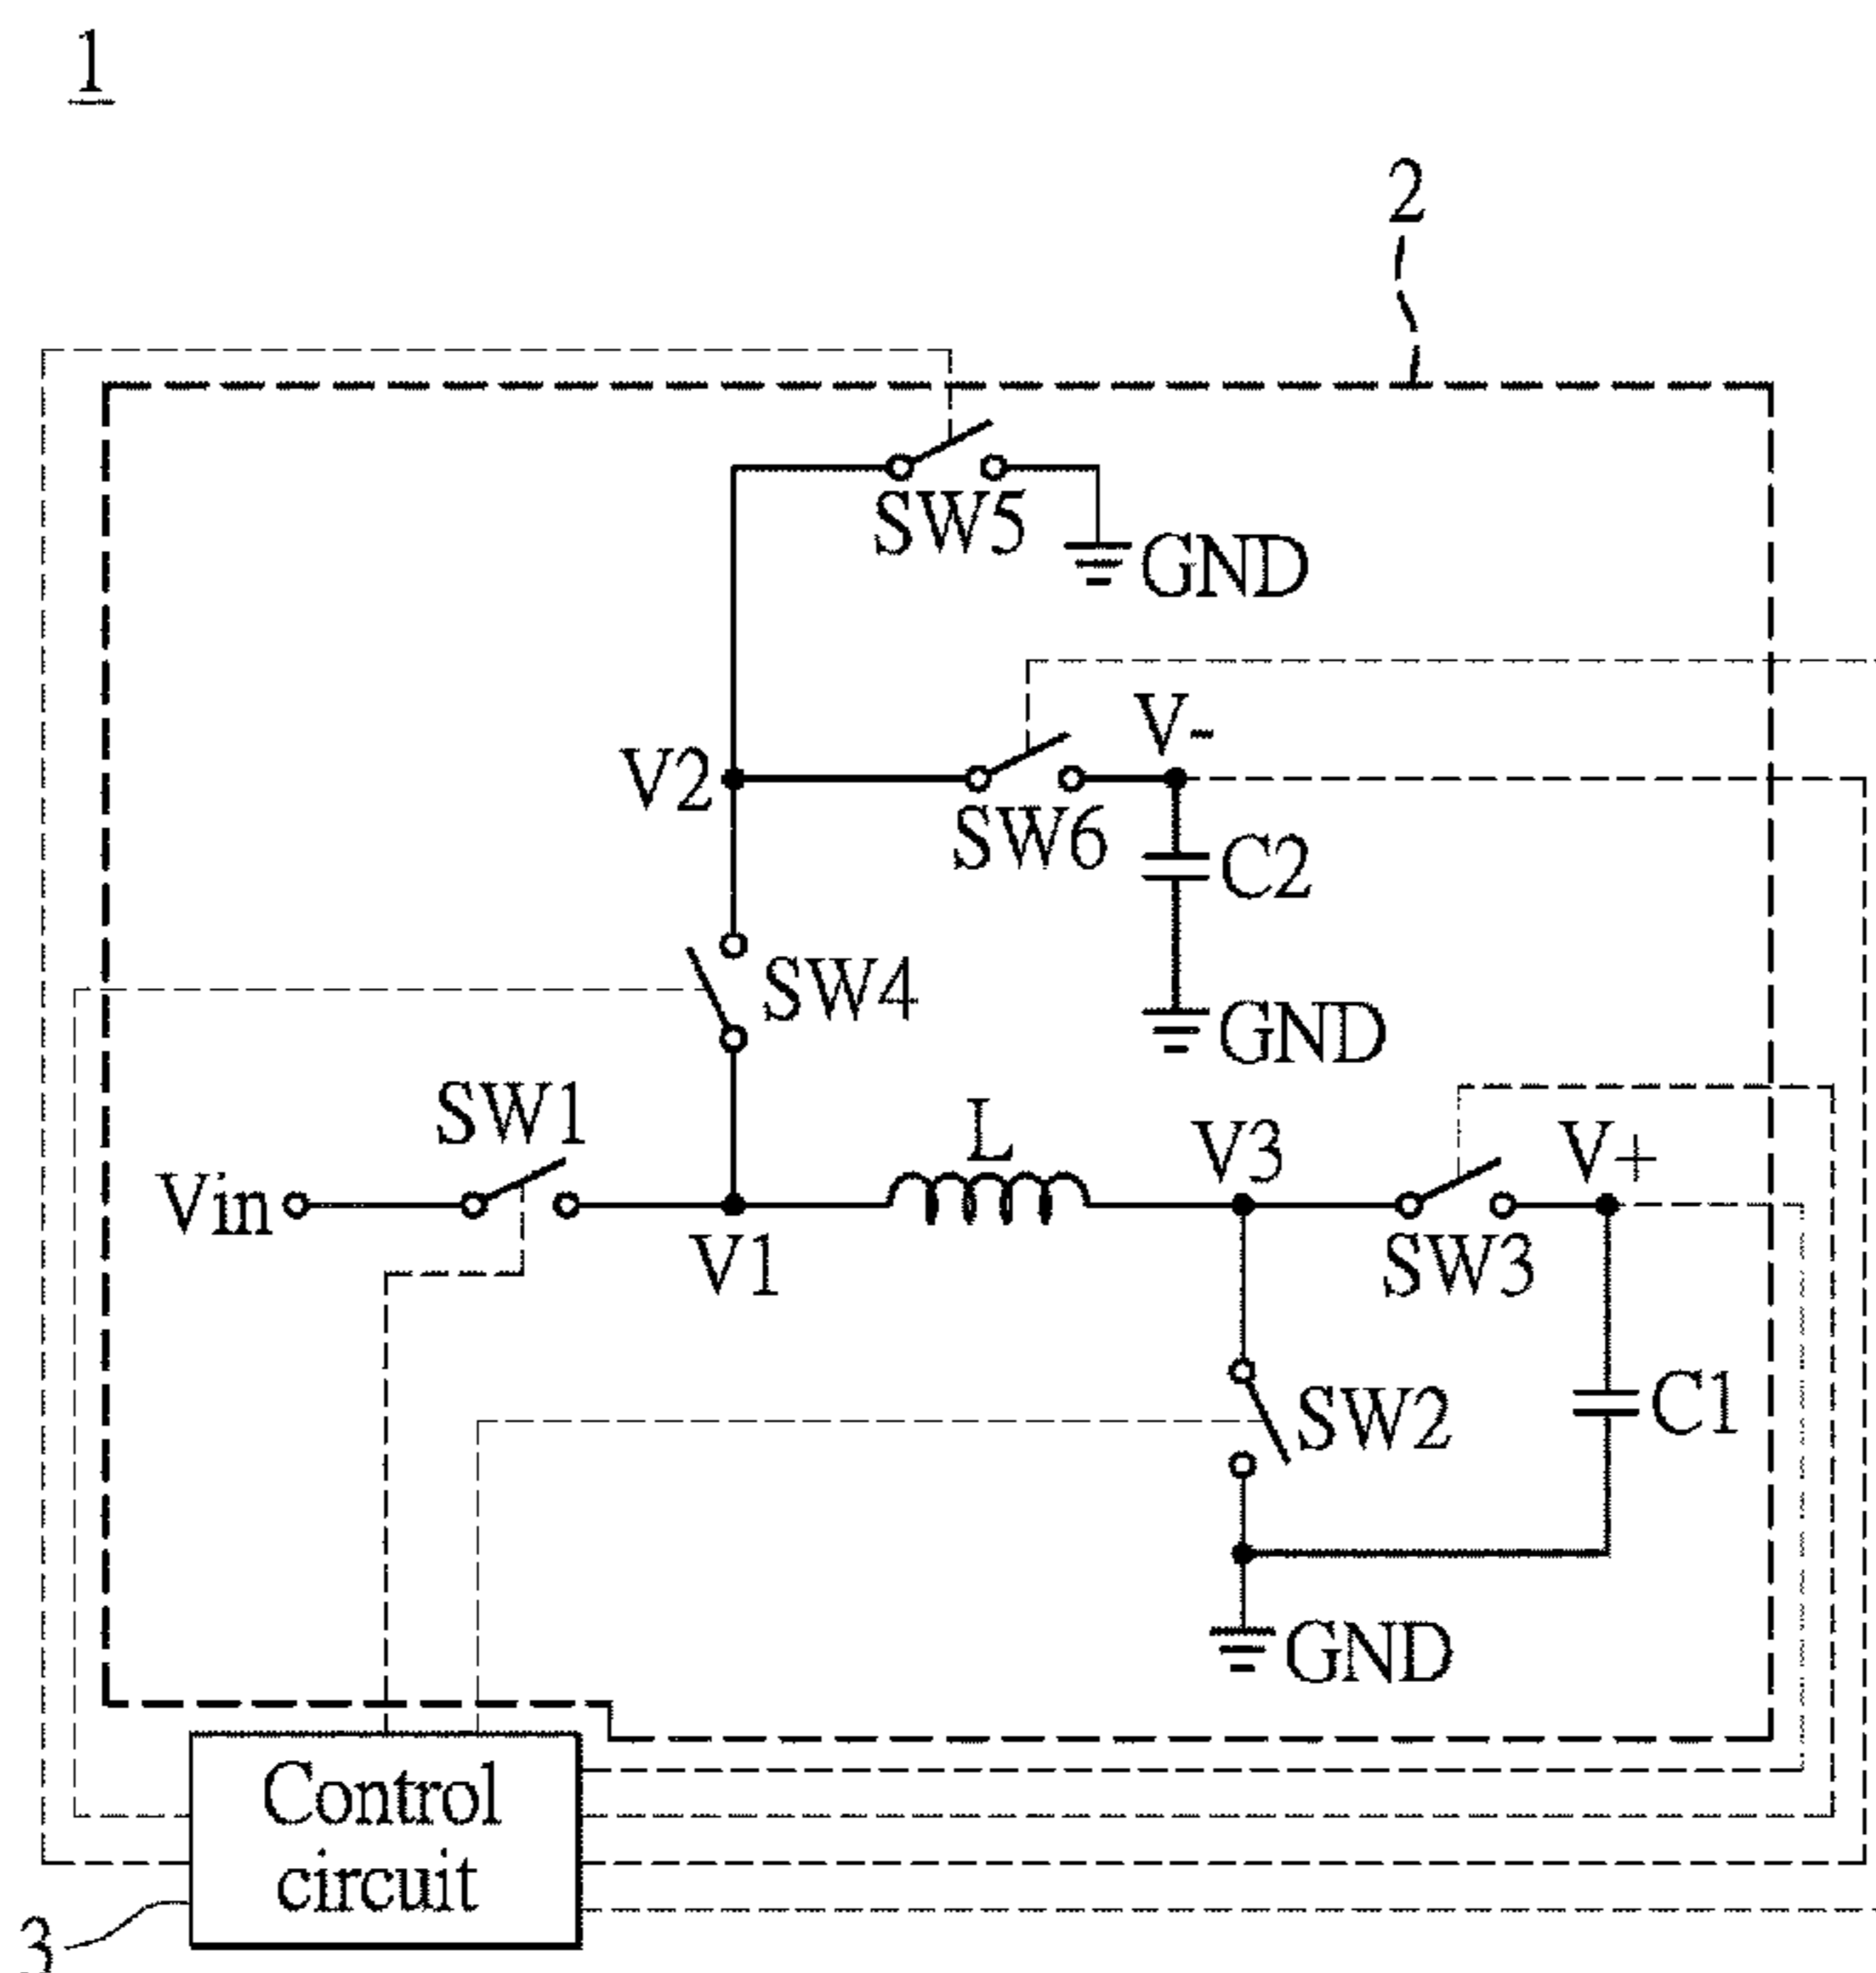 1
2
SW5
GND
V2
V-
SW6
C2
SW4
GND
SW1
L
V3
V+
Vin
V1
SW3
SW2
C1
GND
Control
circuit
3